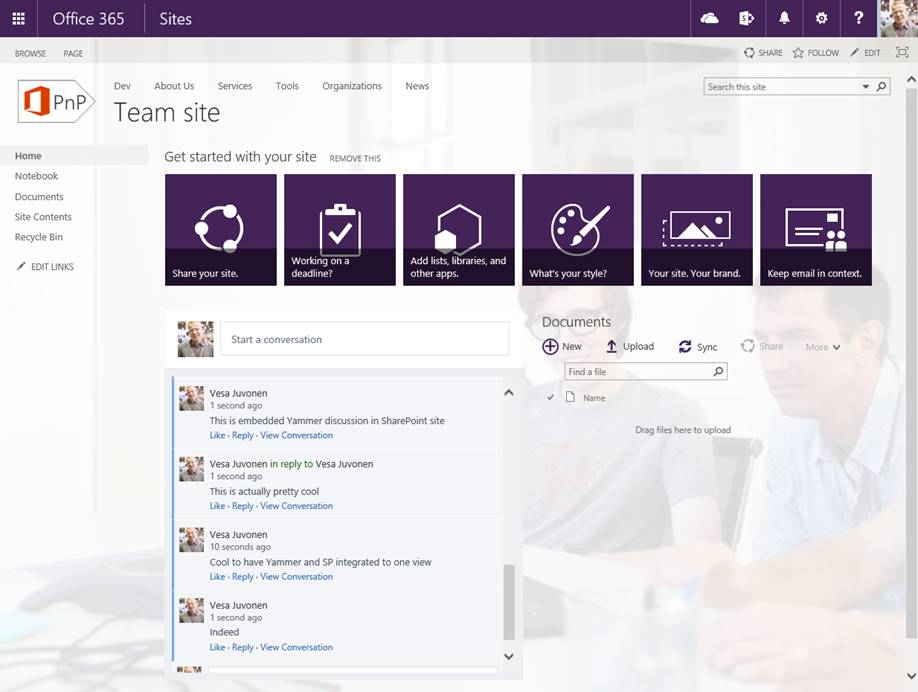 Office 365
Sites
?
BROWSE
PAGE
SHARE
FOLLOW
EDIT
PnP
Dev
About Us
Services
Tools
Organizations
News
Search this site
Team site
Home
Notebook
Documents
Site Contents
Recycle Bin
EDIT LINKS
Get started with your site
REMOVE THIS
Share your site.
Working on a
deadline?
Add lists, libraries, and
other apps.
What's your style?
Your site. Your brand.
Keep email in context.
Start a conversation
Vesa Juvonen
1 second ago
This is embedded Yammer discussion in SharePoint site
Like · Reply · View Conversation
Vesa Juvonen in reply to Vesa Juvonen
1 second ago
This is actually pretty cool
Like · Reply · View Conversation
Vesa Juvonen
10 seconds ago
Cool to have Yammer and SP integrated to one view
Like · Reply · View Conversation
Vesa Juvonen
1 second ago
Indeed
Like · Reply · View Conversation
Documents
New
Upload
Sync
Share
More
Find a file
Name
Drag files here to upload